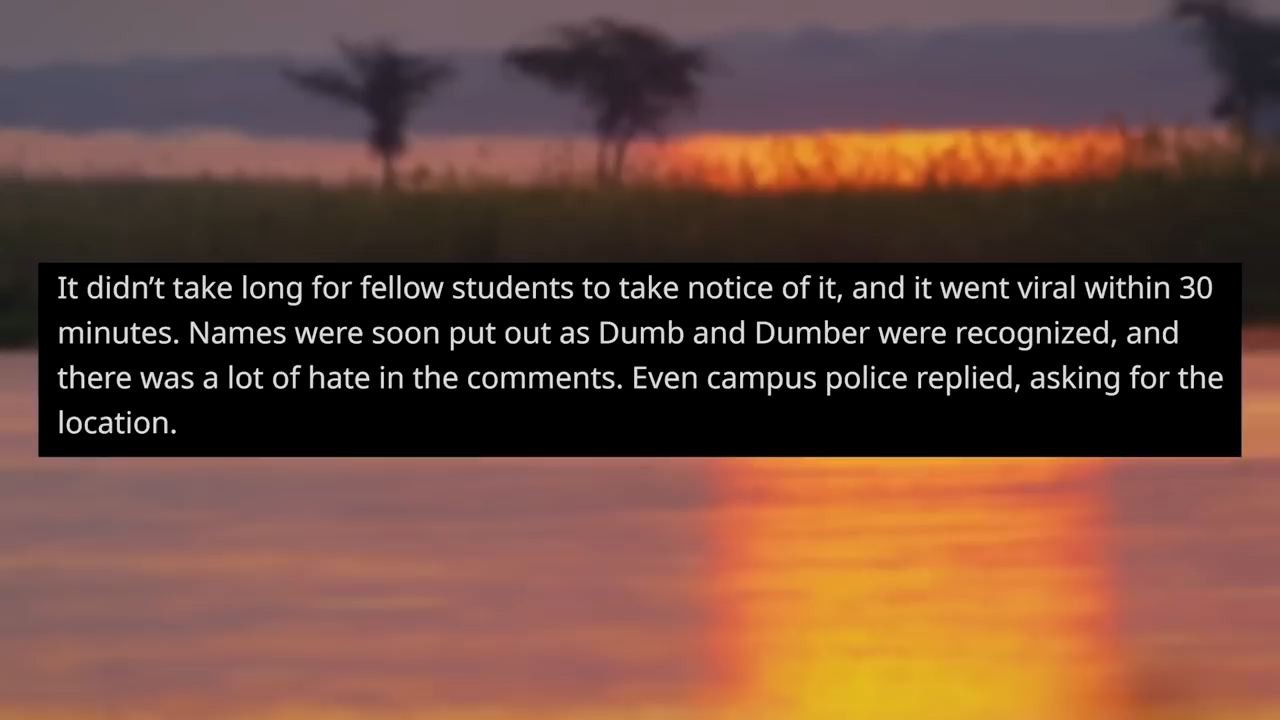 It didn’t take long for fellow students to take notice of it, and it went viral within 30
minutes. Names were soon put out as Dumb and Dumber were recognized, and
there was a lot of hate in the comments. Even campus police replied, asking for the
location.